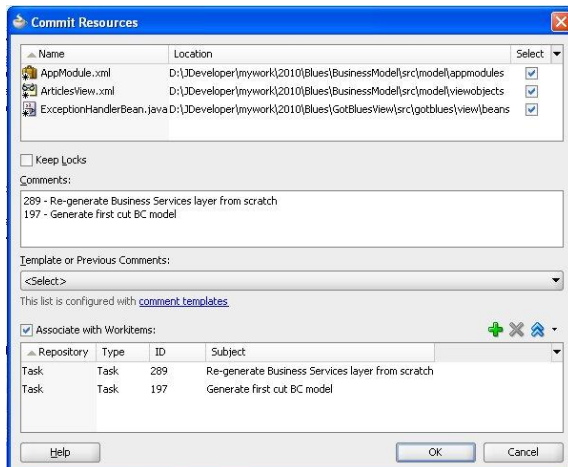 Commit Resources
Name Location Select
AppModule.xml D:\JDeveloper\mywork\2010\Blues\BusinessModel\src\model\appmodules
ArticlesView.xml D:\JDeveloper\mywork\2010\Blues\BusinessModel\src\model\viewobjects
ExceptionHandlerBean.java D:\JDeveloper\mywork\2010\Blues\GotBluesView\src\gotblues\view\beans
Keep Locks
Comments:
289 - Re-generate Business Services layer from scratch
197 - Generate first cut BC model
Template or Previous Comments:
<Select>
This list is configured with comment templates
Associate with Workitems:
Repository Type ID Subject
Task Task 289 Re-generate Business Services layer from scratch
Task Task 197 Generate first cut BC model
Help OK Cancel